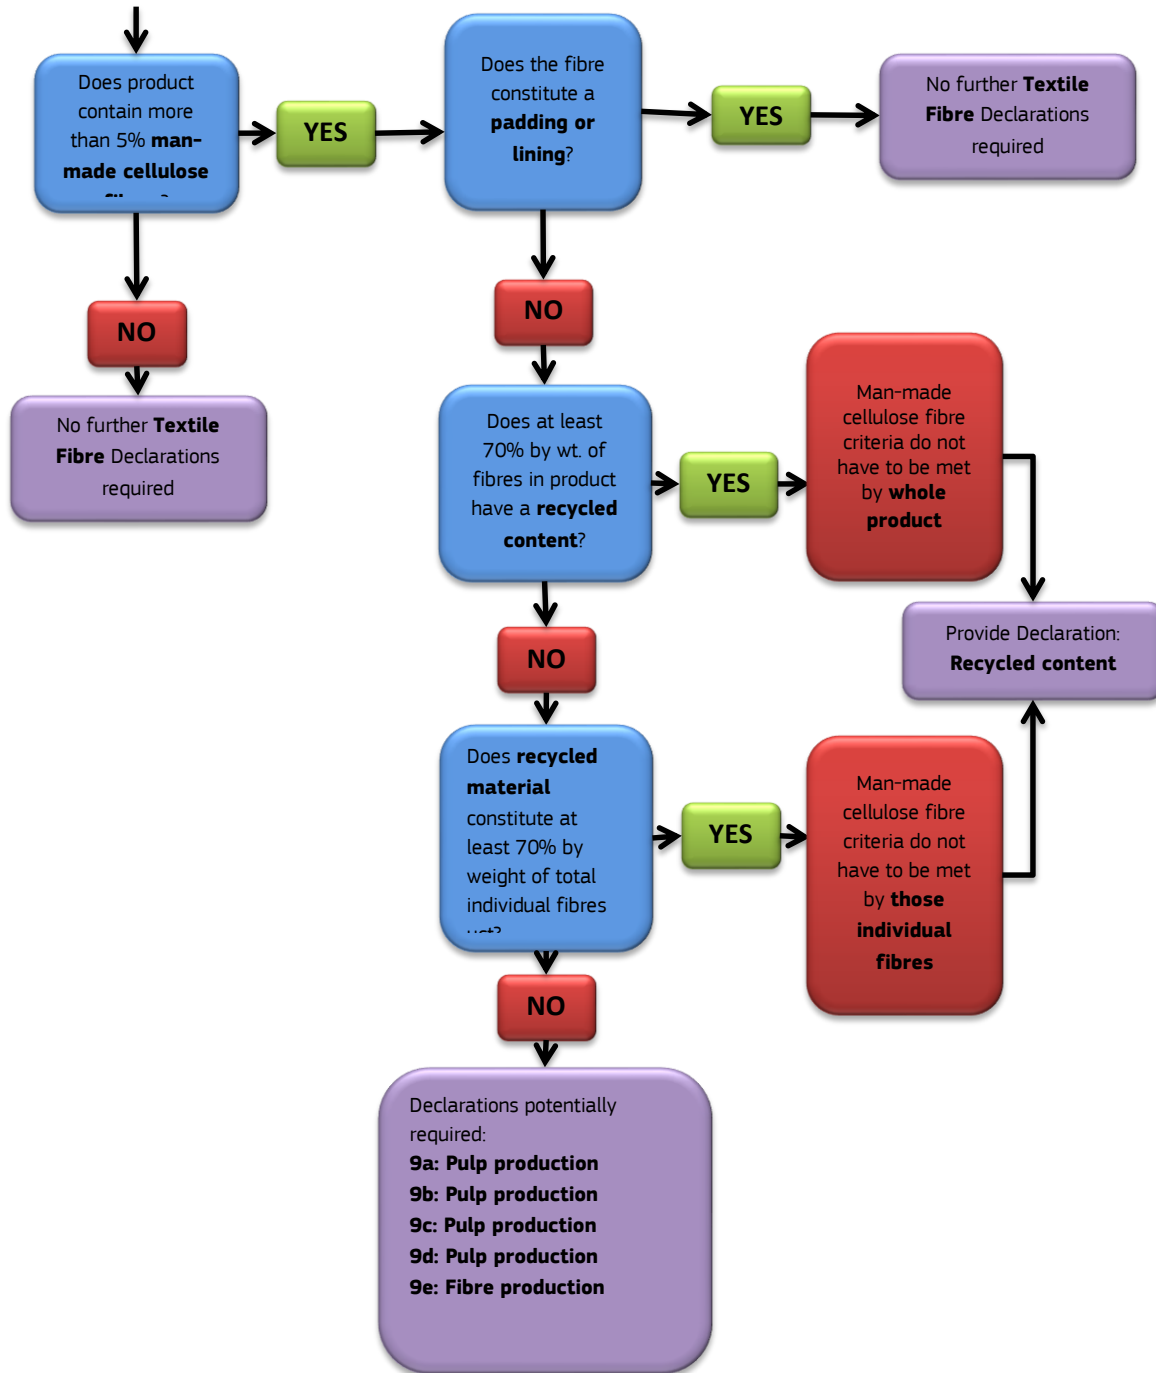 Does product
contain more
than 5% man-
made cellulose
YES
Does the fibre
constitute a
padding or
lining?
YES
No further Textile
Fibre Declarations
required
NO
No further Textile
Fibre Declarations
required
NO
Does at least
70% by wt. of
fibres in product
have a recycled
content?
YES
Man-made
cellulose fibre
criteria do not
have to be met
by whole
product
Provide Declaration:
Recycled content
NO
Does recycled
material
constitute at
least 70% by
weight of total
individual fibres
YES
Man-made
cellulose fibre
criteria do not
have to be met
by those
individual
fibres
NO
Declarations potentially
required:
9a: Pulp production
9b: Pulp production
9c: Pulp production
9d: Pulp production
9e: Fibre production